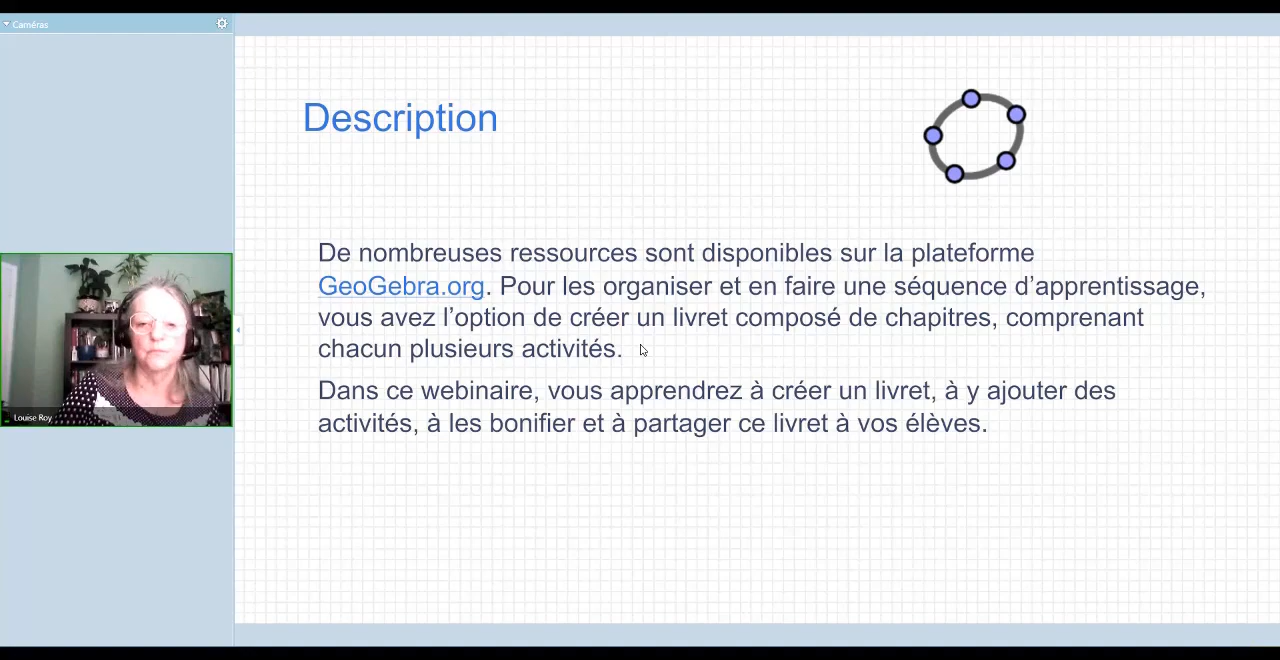 Caméras
Description
De nombreuses ressources sont disponibles sur la plateforme
GeoGebra.org. Pour les organiser et en faire une séquence d’apprentissage,
vous avez l’option de créer un livret composé de chapitres, comprenant
chacun plusieurs activités.
Dans ce webinaire, vous apprendrez à créer un livret, à y ajouter des
activités, à les bonifier et à partager ce livret à vos élèves.
Louise Roy